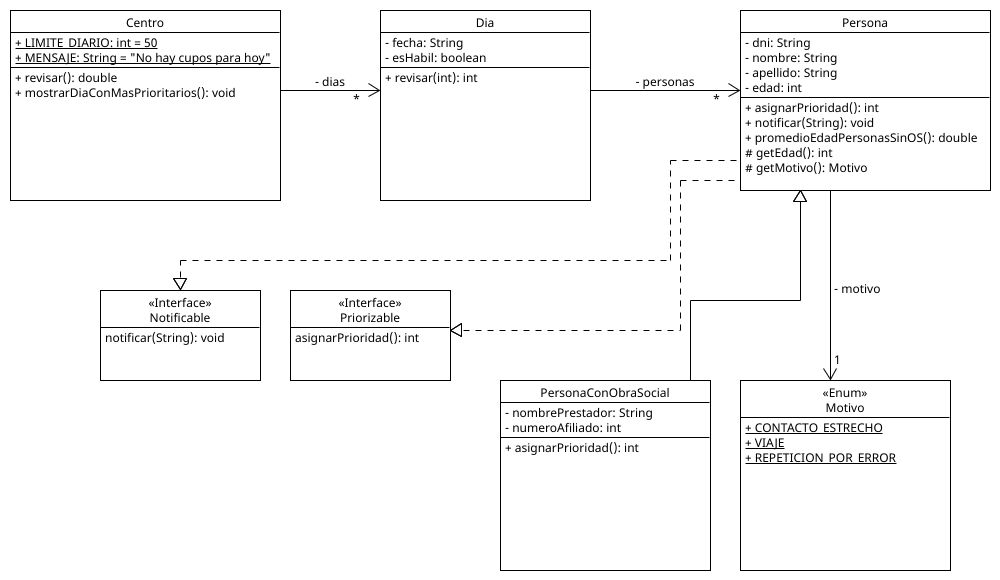 Centro
+ LIMITE_DIARIO: int = 50
+ MENSAJE: String = "No hay cupos para hoy"
+ revisar(): double
+ mostrarDiaConMasPrioritarios(): void
- dias
*
Dia
- fecha: String
- esHabil: boolean
+ revisar(int): int
- personas
*
Persona
- dni: String
- nombre: String
- apellido: String
- edad: int
+ asignarPrioridad(): int
+ notificar(String): void
+ promedioEdadPersonasSinOS(): double
# getEdad(): int
# getMotivo(): Motivo
«Interface»
Notificable
notificar(String): void
«Interface»
Priorizable
asignarPrioridad(): int
- motivo
1
PersonaConObraSocial
- nombrePrestador: String
- numeroAfiliado: int
+ asignarPrioridad(): int
«Enum»
Motivo
+ CONTACTO_ESTRECHO
+ VIAJE
+ REPETICION_POR_ERROR